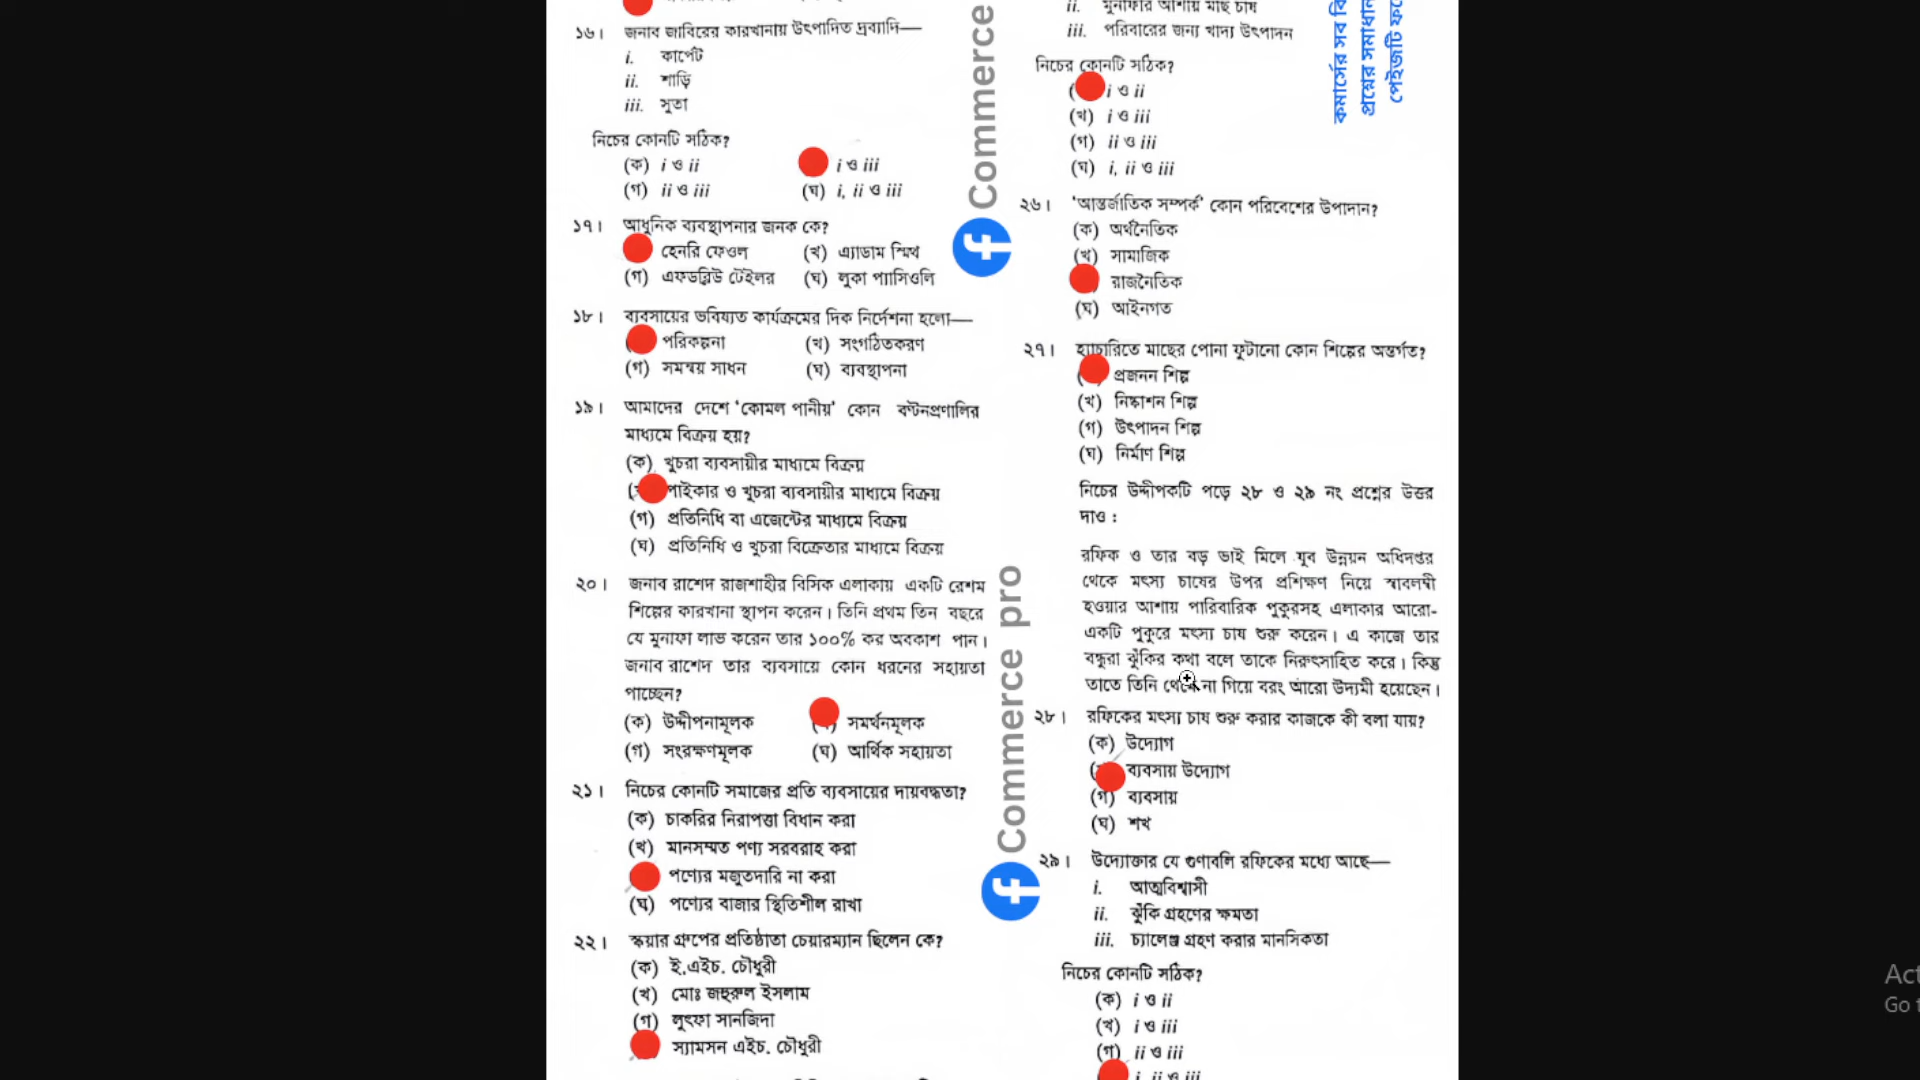 ১৬। জনাব জাবিরের কারখানায় উৎপাদিত দ্রব্যাদি—
i. কার্পেট
ii. শাড়ি
iii. সুতা
নিচের কোনটি সঠিক?
(ক) i ও ii
i ও iii
(গ) ii ও iii
(ঘ) i, ii ও iii
১৭। আধুনিক ব্যবস্থাপনার জনক কে?
হেনরি ফেওল
(খ) এ্যাডাম স্মিথ
(গ) এফডব্লিউ টেইলর
(ঘ) লুকা প্যাসিওলি
১৮। ব্যবসায়ের ভবিষ্যত কার্যক্রমের দিক নির্দেশনা হলো—
পরিকল্পনা
(খ) সংগঠিতকরণ
(গ) সমন্বয় সাধন
(ঘ) ব্যবস্থাপনা
১৯। আমাদের দেশে ‘কোমল পানীয়’ কোন বণ্টনপ্রণালির
মাধ্যমে বিক্রয় হয়?
(ক) খুচরা ব্যবসায়ীর মাধ্যমে বিক্রয়
পাইকার ও খুচরা ব্যবসায়ীর মাধ্যমে বিক্রয়
(গ) প্রতিনিধি বা এজেন্টের মাধ্যমে বিক্রয়
(ঘ) প্রতিনিধি ও খুচরা বিক্রেতার মাধ্যমে বিক্রয়
২০। জনাব রাশেদ রাজশাহীর বিসিক এলাকায় একটি রেশম
শিল্পের কারখানা স্থাপন করেন। তিনি প্রথম তিন বছরে
যে মুনাফা লাভ করেন তার ১০০% কর অবকাশ পান।
জনাব রাশেদ তার ব্যবসায়ে কোন ধরনের সহায়তা
পাচ্ছেন?
(ক) উদ্দীপনামূলক
সমর্থনমূলক
(গ) সংরক্ষণমূলক
(ঘ) আর্থিক সহায়তা
২১। নিচের কোনটি সমাজের প্রতি ব্যবসায়ের দায়বদ্ধতা?
(ক) চাকরির নিরাপত্তা বিধান করা
(খ) মানসম্মত পণ্য সরবরাহ করা
পণ্যের মজুতদারি না করা
(ঘ) পণ্যের বাজার স্থিতিশীল রাখা
২২। স্কয়ার গ্রুপের প্রতিষ্ঠাতা চেয়ারম্যান ছিলেন কে?
(ক) ই.এইচ. চৌধুরী
(খ) মোঃ জহুরুল ইসলাম
(গ) লুৎফা সানজিদা
স্যামসন এইচ. চৌধুরী
Commerce
Commerce pro
ii. মুনাফার আশায় মাছ চাষ
iii. পরিবারের জন্য খাদ্য উৎপাদন
নিচের কোনটি সঠিক?
i ও ii
(খ) i ও iii
(গ) ii ও iii
(ঘ) i, ii ও iii
২৬। ‘আন্তর্জাতিক সম্পর্ক’ কোন পরিবেশের উপাদান?
(ক) অর্থনৈতিক
(খ) সামাজিক
রাজনৈতিক
(ঘ) আইনগত
২৭। হ্যাচারিতে মাছের পোনা ফুটানো কোন শিল্পের অন্তর্গত?
প্রজনন শিল্প
(খ) নিষ্কাশন শিল্প
(গ) উৎপাদন শিল্প
(ঘ) নির্মাণ শিল্প
নিচের উদ্দীপকটি পড়ে ২৮ ও ২৯ নং প্রশ্নের উত্তর
দাও :
রফিক ও তার বড় ভাই মিলে যুব উন্নয়ন অধিদপ্তর
থেকে মৎস্য চাষের উপর প্রশিক্ষণ নিয়ে স্বাবলম্বী
হওয়ার আশায় পারিবারিক পুকুরসহ এলাকার আরো-
একটি পুকুরে মৎস্য চাষ শুরু করেন। এ কাজে তার
বন্ধুরা ঝুঁকির কথা বলে তাকে নিরুৎসাহিত করে। কিন্তু
তাতে তিনি থেমে না গিয়ে বরং আরো উদ্যমী হয়েছেন।
২৮। রফিকের মৎস্য চাষ শুরু করার কাজকে কী বলা যায়?
(ক) উদ্যোগ
ব্যবসায় উদ্যোগ
(গ) ব্যবসায়
(ঘ) শখ
২৯। উদ্যোক্তার যে গুণাবলি রফিকের মধ্যে আছে—
i. আত্মবিশ্বাসী
ii. ঝুঁকি গ্রহণের ক্ষমতা
iii. চ্যালেঞ্জ গ্রহণ করার মানসিকতা
নিচের কোনটি সঠিক?
(ক) i ও ii
(খ) i ও iii
(গ) ii ও iii
i, ii ও iii
কমার্সের সব বি
প্রশ্নের সমাধান
পেইজটি ফ
Act
Go t